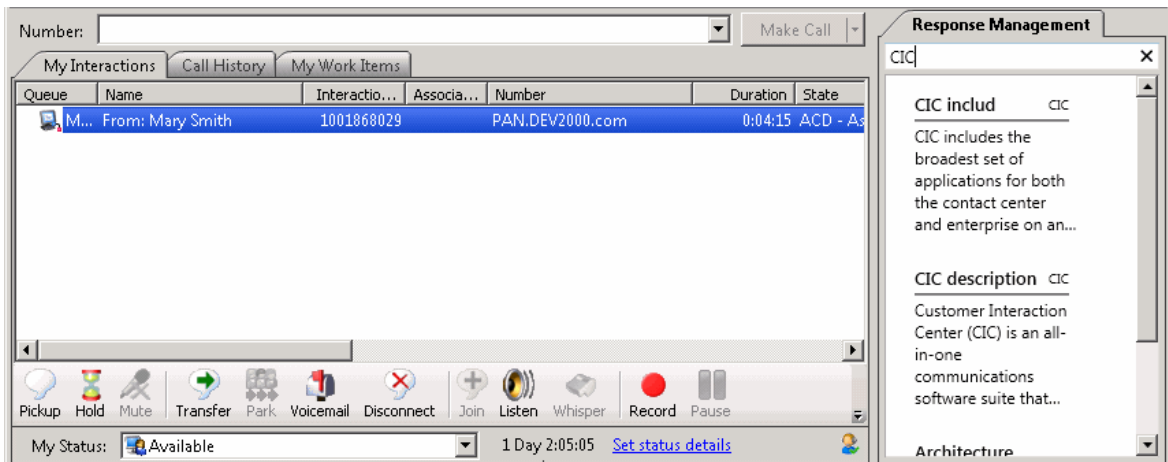 Number:
Make Call
My Interactions Call History My Work Items
Queue Name Interactio... Associa... Number Duration State
M... From: Mary Smith 1001868029 PAN.DEV2000.com 0:04:15 ACD - As
Pickup Hold Mute Transfer Park Voicemail Disconnect Join Listen Whisper Record Pause
My Status: Available 1 Day 2:05:05 Set status details
Response Management
CIC
CIC includ CIC
CIC includes the
broadest set of
applications for both
the contact center
and enterprise on an...
CIC description CIC
Customer Interaction
Center (CIC) is an all-
in-one
communications
software suite that...
Architecture